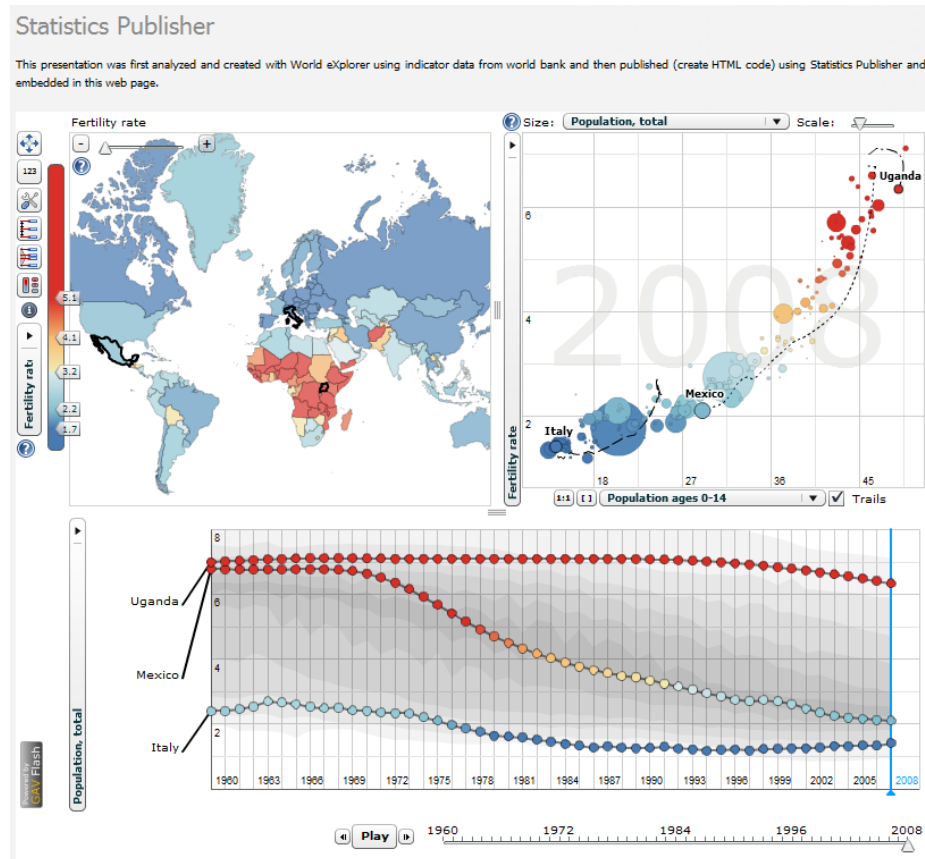 Statistics Publisher
This presentation was first analyzed and created with World eXplorer using indicator data from world bank and then published (create HTML code) using Statistics Publisher and
embedded in this web page.
Fertility rate
Size: Population, total Scale:
- +
123
5.1
4.1
3.2
2.2
1.7
Fertility rate
2008
Uganda
Mexico
Italy
6
4
2
18 27 36 45
Fertility rate
1:1 [ ] Population ages 0-14 Trails
Population, total
Uganda
Mexico
Italy
8
6
4
2
1960 1963 1966 1969 1972 1975 1978 1981 1984 1987 1990 1993 1996 1999 2002 2005 2008
Powered by
GAV Flash
Play
1960 1972 1984 1996 2008